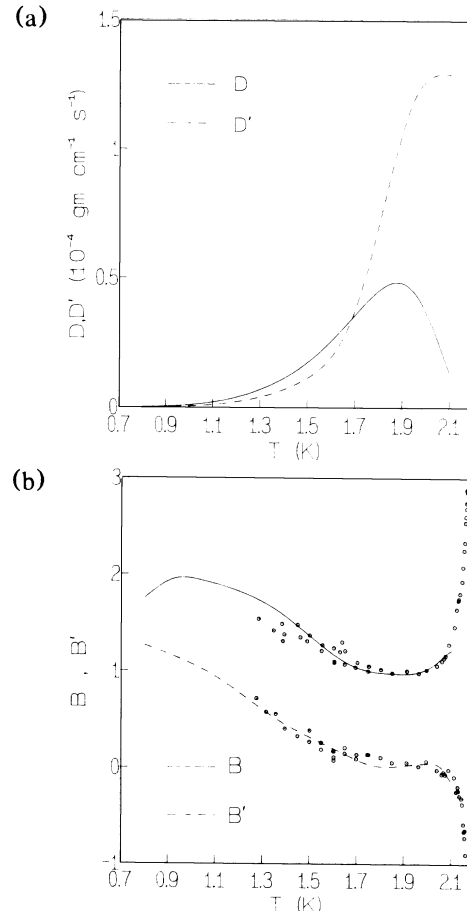 (a)
1.5
D
D'
1
D,D' (10⁻⁴ gm cm⁻¹ s⁻¹)
0.5
0
0.7 0.9 1.1 1.3 1.5 1.7 1.9 2.1
T (K)
(b)
3
2
B , B'
1
0
B
B'
-1
0.7 0.9 1.1 1.3 1.5 1.7 1.9 2.1
T (K)